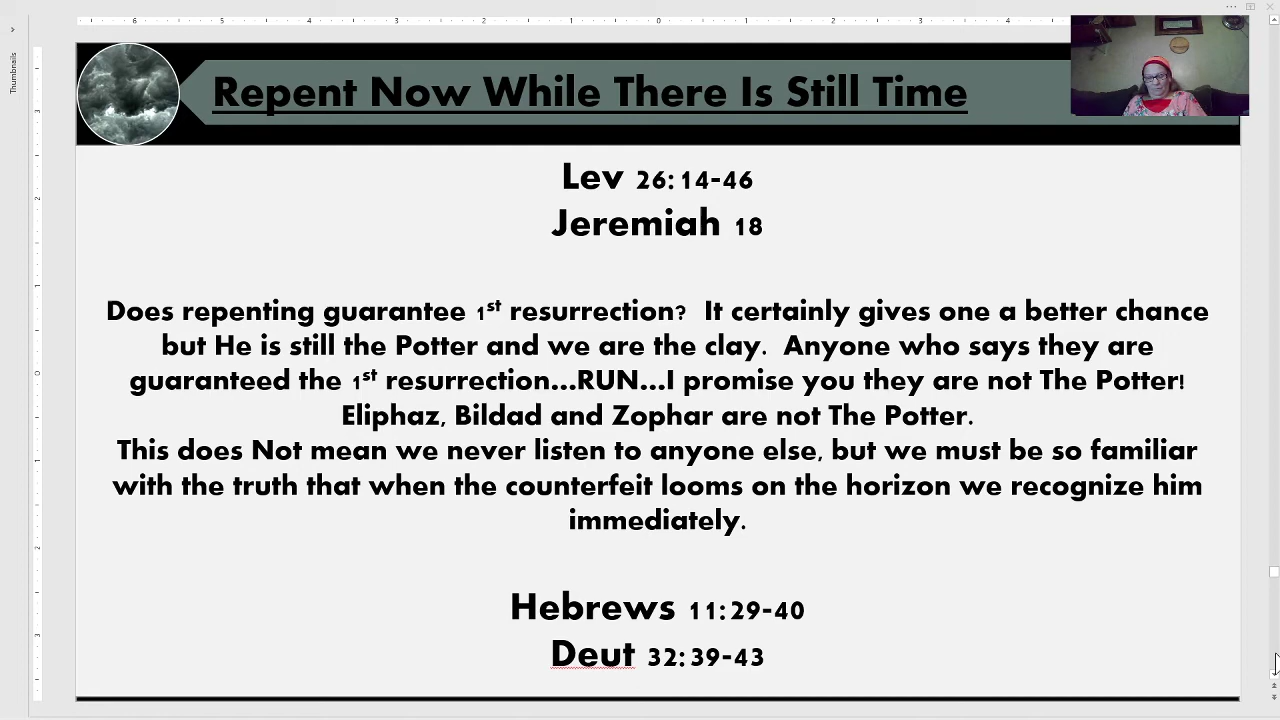 Thumbnails
Repent Now While There Is Still Time
Lev 26:14-46
Jeremiah 18
Does repenting guarantee 1st resurrection?  It certainly gives one a better chance
but He is still the Potter and we are the clay.  Anyone who says they are
guaranteed the 1st resurrection...RUN...I promise you they are not The Potter!
Eliphaz, Bildad and Zophar are not The Potter.
This does Not mean we never listen to anyone else, but we must be so familiar
with the truth that when the counterfeit looms on the horizon we recognize him
immediately.
Hebrews 11:29-40
Deut 32:39-43